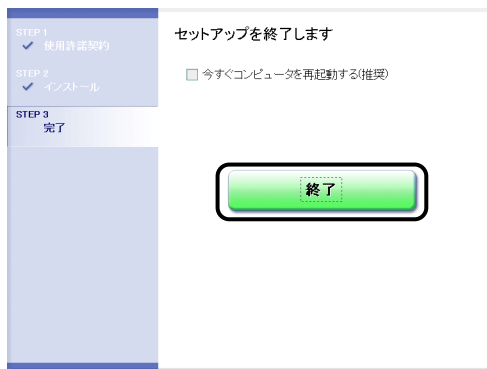 STEP 1
使用許諾契約
STEP 2
インストール
STEP 3
完了
セットアップを終了します
今すぐコンピュータを再起動する(推奨)
終了